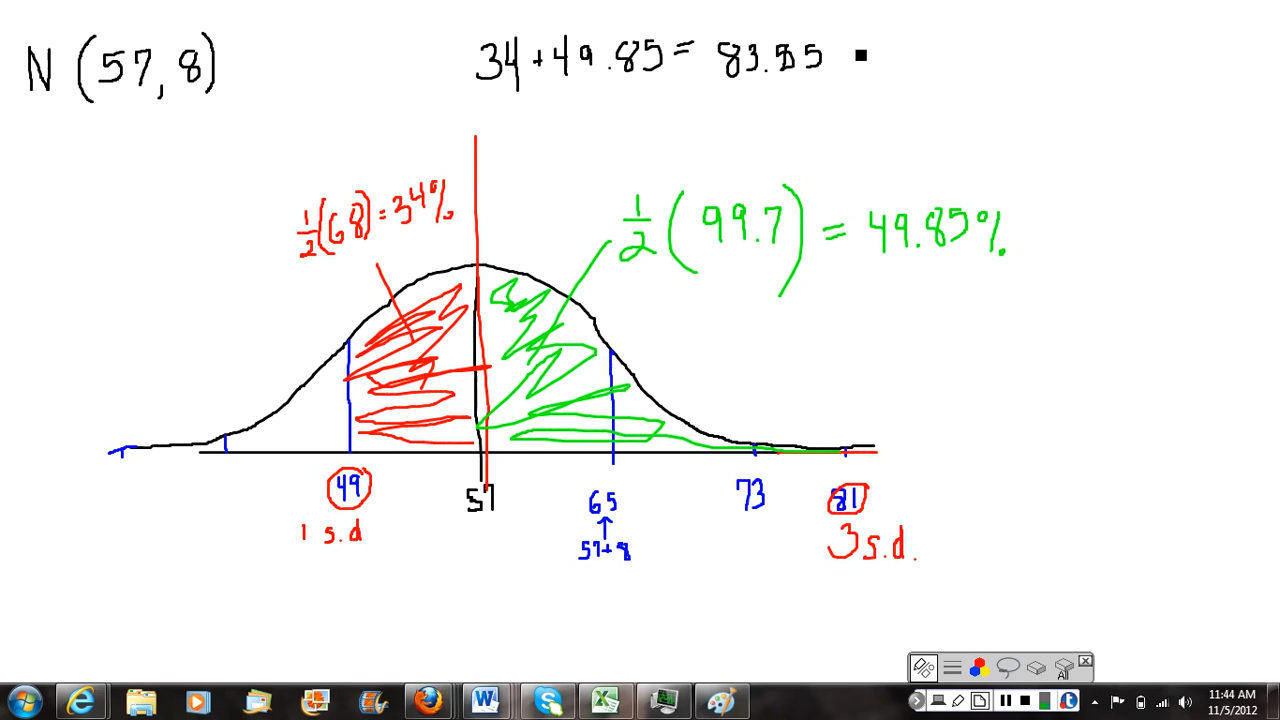 N (57, 8)
34 + 49.85 = 83.85
1/2(68) = 34%
1/2 (99.7) = 49.85%
49
57
65
73
81
1 s.d
57+8
3 s.d.
All
11:44 AM
11/5/2012